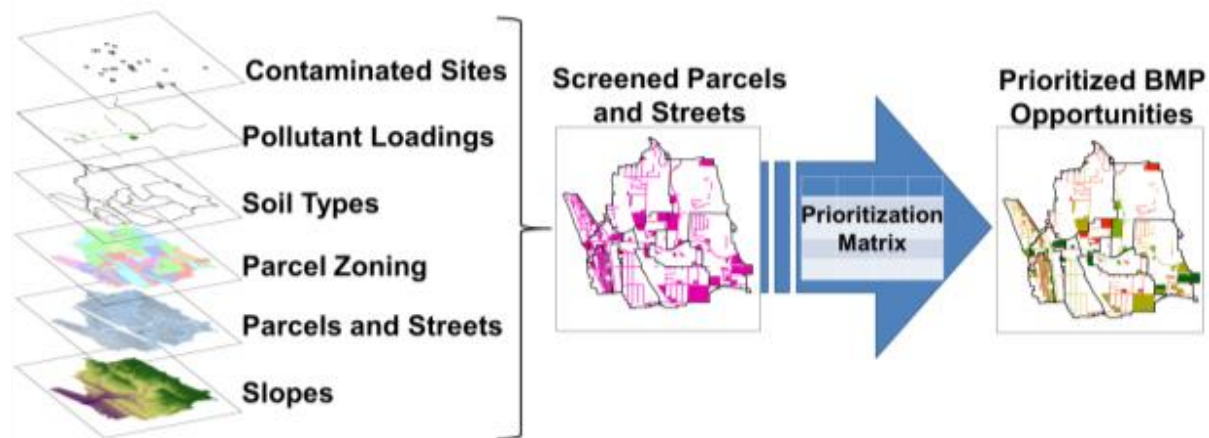 Contaminated Sites
Pollutant Loadings
Soil Types
Parcel Zoning
Parcels and Streets
Slopes
Screened Parcels
and Streets
Prioritization
Matrix
Prioritized BMP
Opportunities